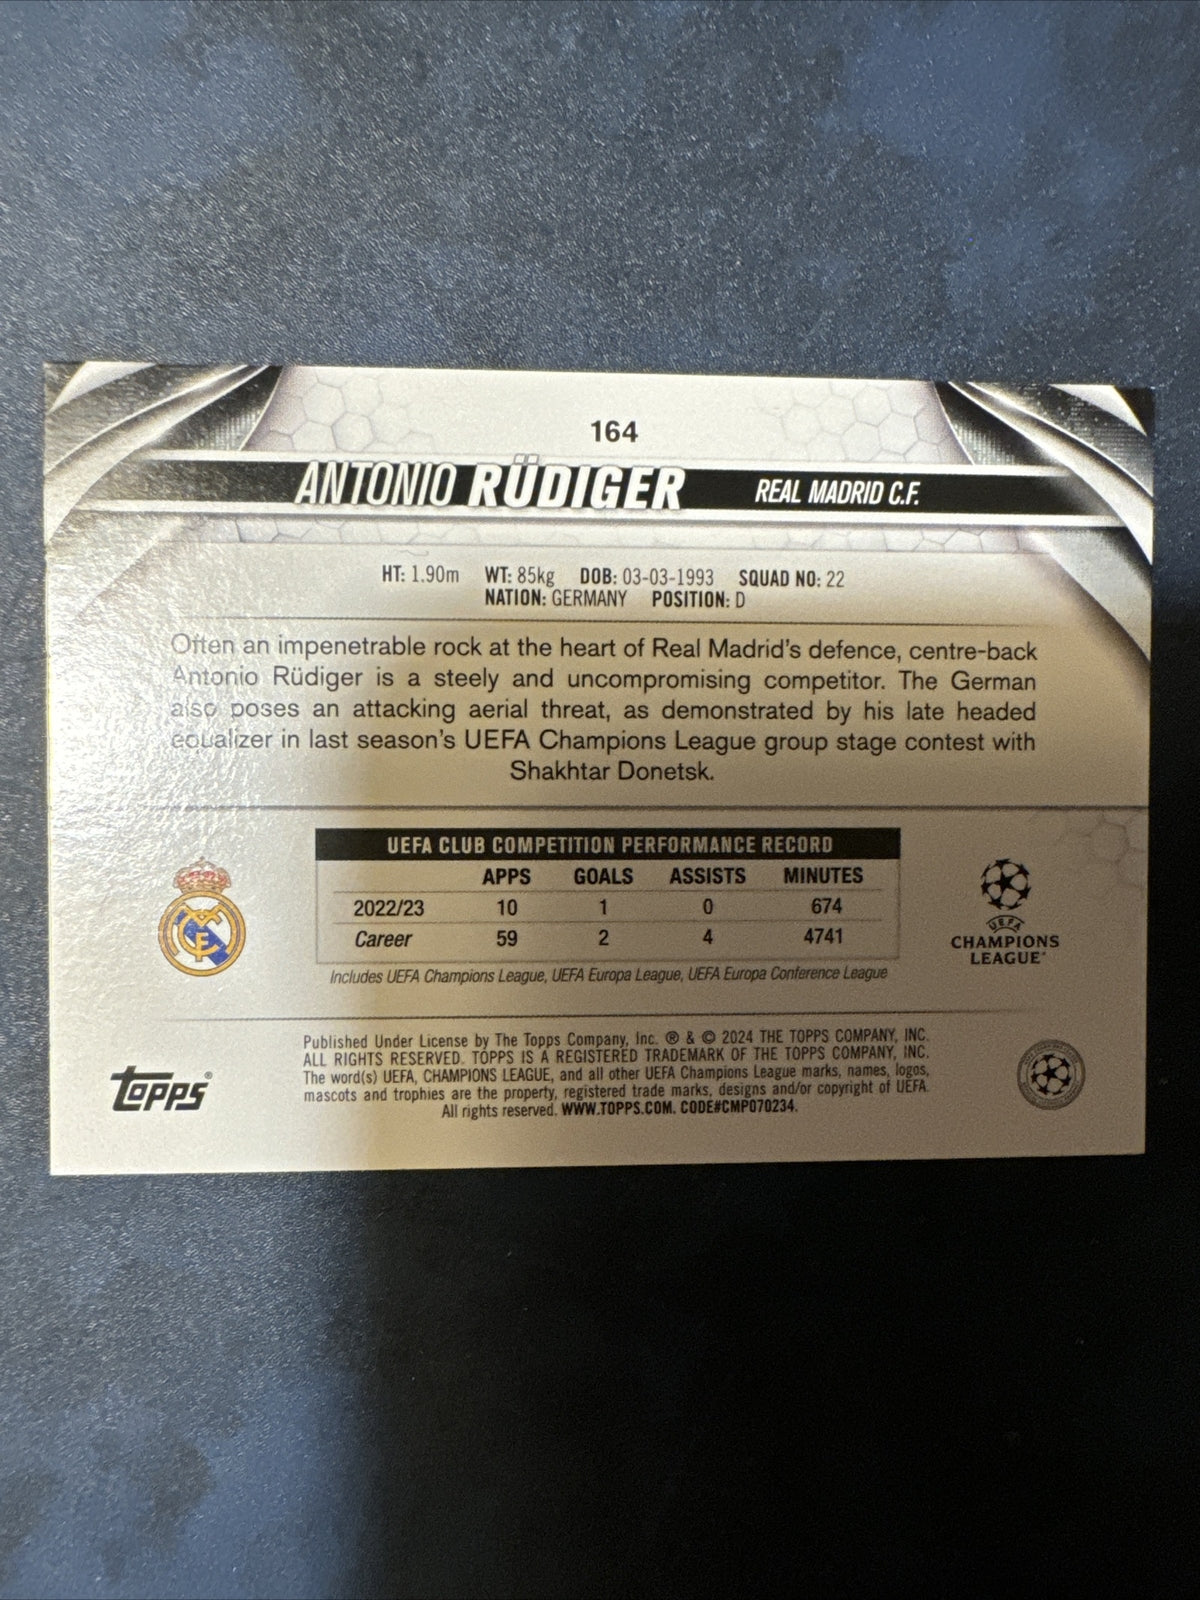 164
ANTONIO RÜDIGER REAL MADRID C.F.
HT: 1.90m WT: 85kg DOB: 03-03-1993 SQUAD NO: 22
NATION: GERMANY POSITION: D
Often an impenetrable rock at the heart of Real Madrid's defence, centre-back
Antonio Rüdiger is a steely and uncompromising competitor. The German
also poses an attacking aerial threat, as demonstrated by his late headed
equalizer in last season's UEFA Champions League group stage contest with
Shakhtar Donetsk.
UEFA CLUB COMPETITION PERFORMANCE RECORD
APPS GOALS ASSISTS MINUTES
2022/23 10 1 0 674
Career 59 2 4 4741
Includes UEFA Champions League, UEFA Europa League, UEFA Europa Conference League
UEFA
CHAMPIONS
LEAGUE®
Published Under License by The Topps Company, Inc. ® & © 2024 THE TOPPS COMPANY, INC.
ALL RIGHTS RESERVED. TOPPS IS A REGISTERED TRADEMARK OF THE TOPPS COMPANY, INC.
The word(s) UEFA, CHAMPIONS LEAGUE, and all other UEFA Champions League marks, names, logos,
mascots and trophies are the property, registered trade marks, designs and/or copyright of UEFA.
All rights reserved. WWW.TOPPS.COM. CODE#CMP070234.
TOPPS®